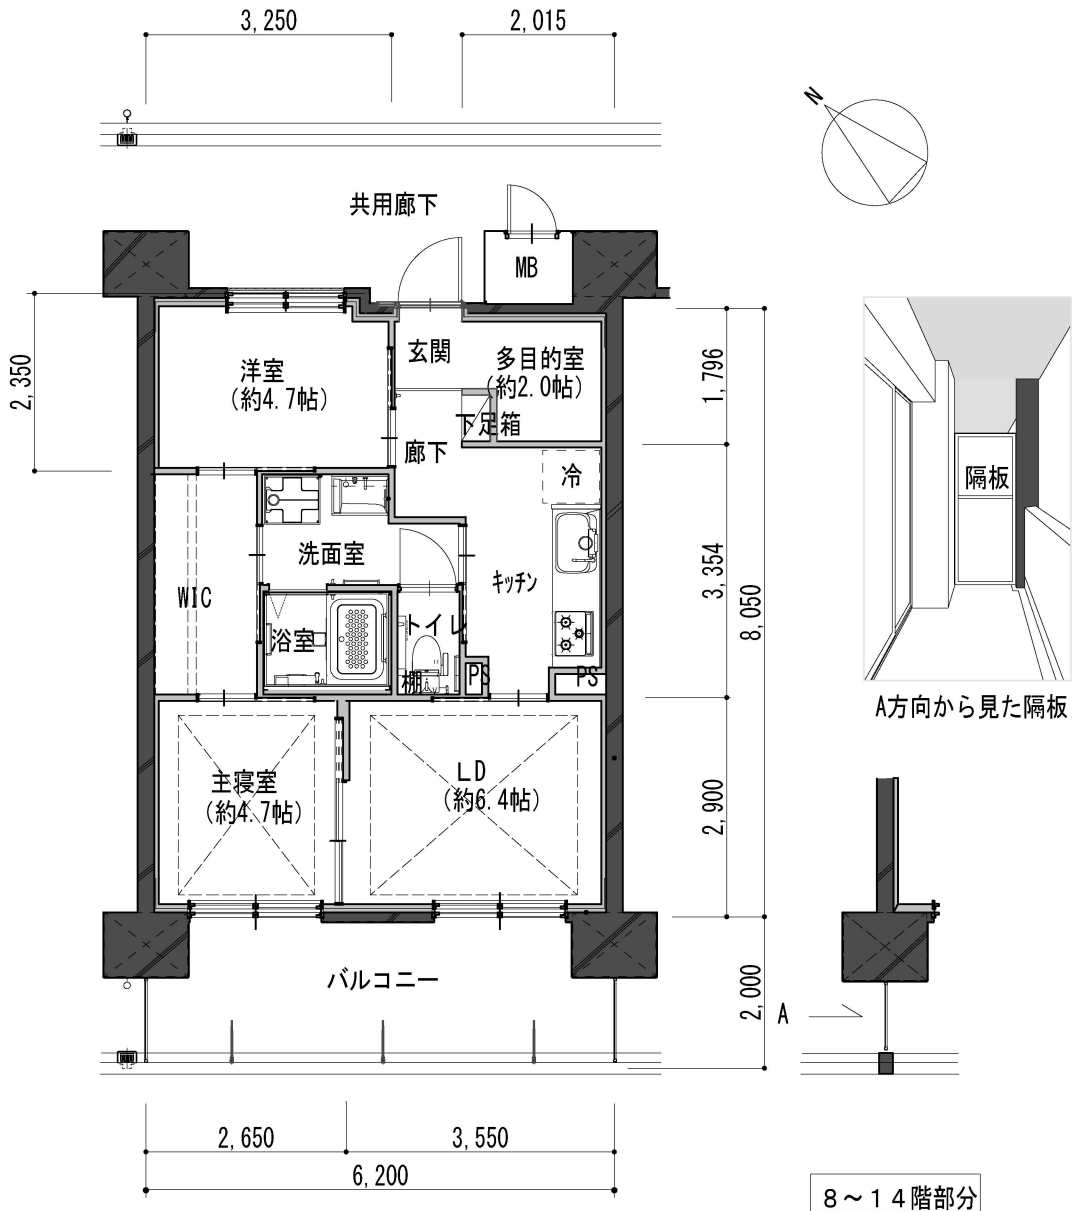 3,250
2,015
N
共用廊下
MB
2,350
洋室
(約4.7帖)
玄関
多目的室
(約2.0帖)
下足箱
廊下
冷
1,796
隔板
洗面室
キッチン
3,354
8,050
WIC
浴室
トイレ
棚
PS
PS
A方向から見た隔板
主寝室
(約4.7帖)
LD
(約6.4帖)
2,900
バルコニー
2,000
A
2,650
3,550
6,200
8～14階部分